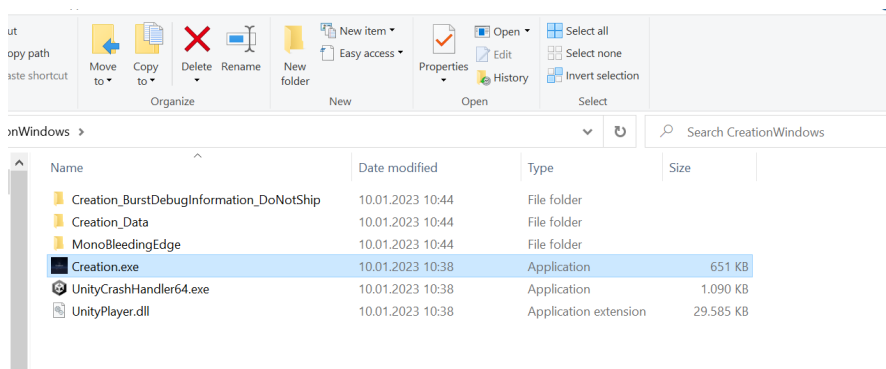 ut
opy path
aste shortcut
Move to
Copy to
Delete
Rename
New folder
New item
Easy access
Properties
Open
Edit
History
Select all
Select none
Invert selection
Organize
New
Open
Select
onWindows
Search CreationWindows
Name Date modified Type Size
Creation_BurstDebugInformation_DoNotShip 10.01.2023 10:44 File folder
Creation_Data 10.01.2023 10:44 File folder
MonoBleedingEdge 10.01.2023 10:44 File folder
Creation.exe 10.01.2023 10:38 Application 651 KB
UnityCrashHandler64.exe 10.01.2023 10:38 Application 1.090 KB
UnityPlayer.dll 10.01.2023 10:38 Application extension 29.585 KB